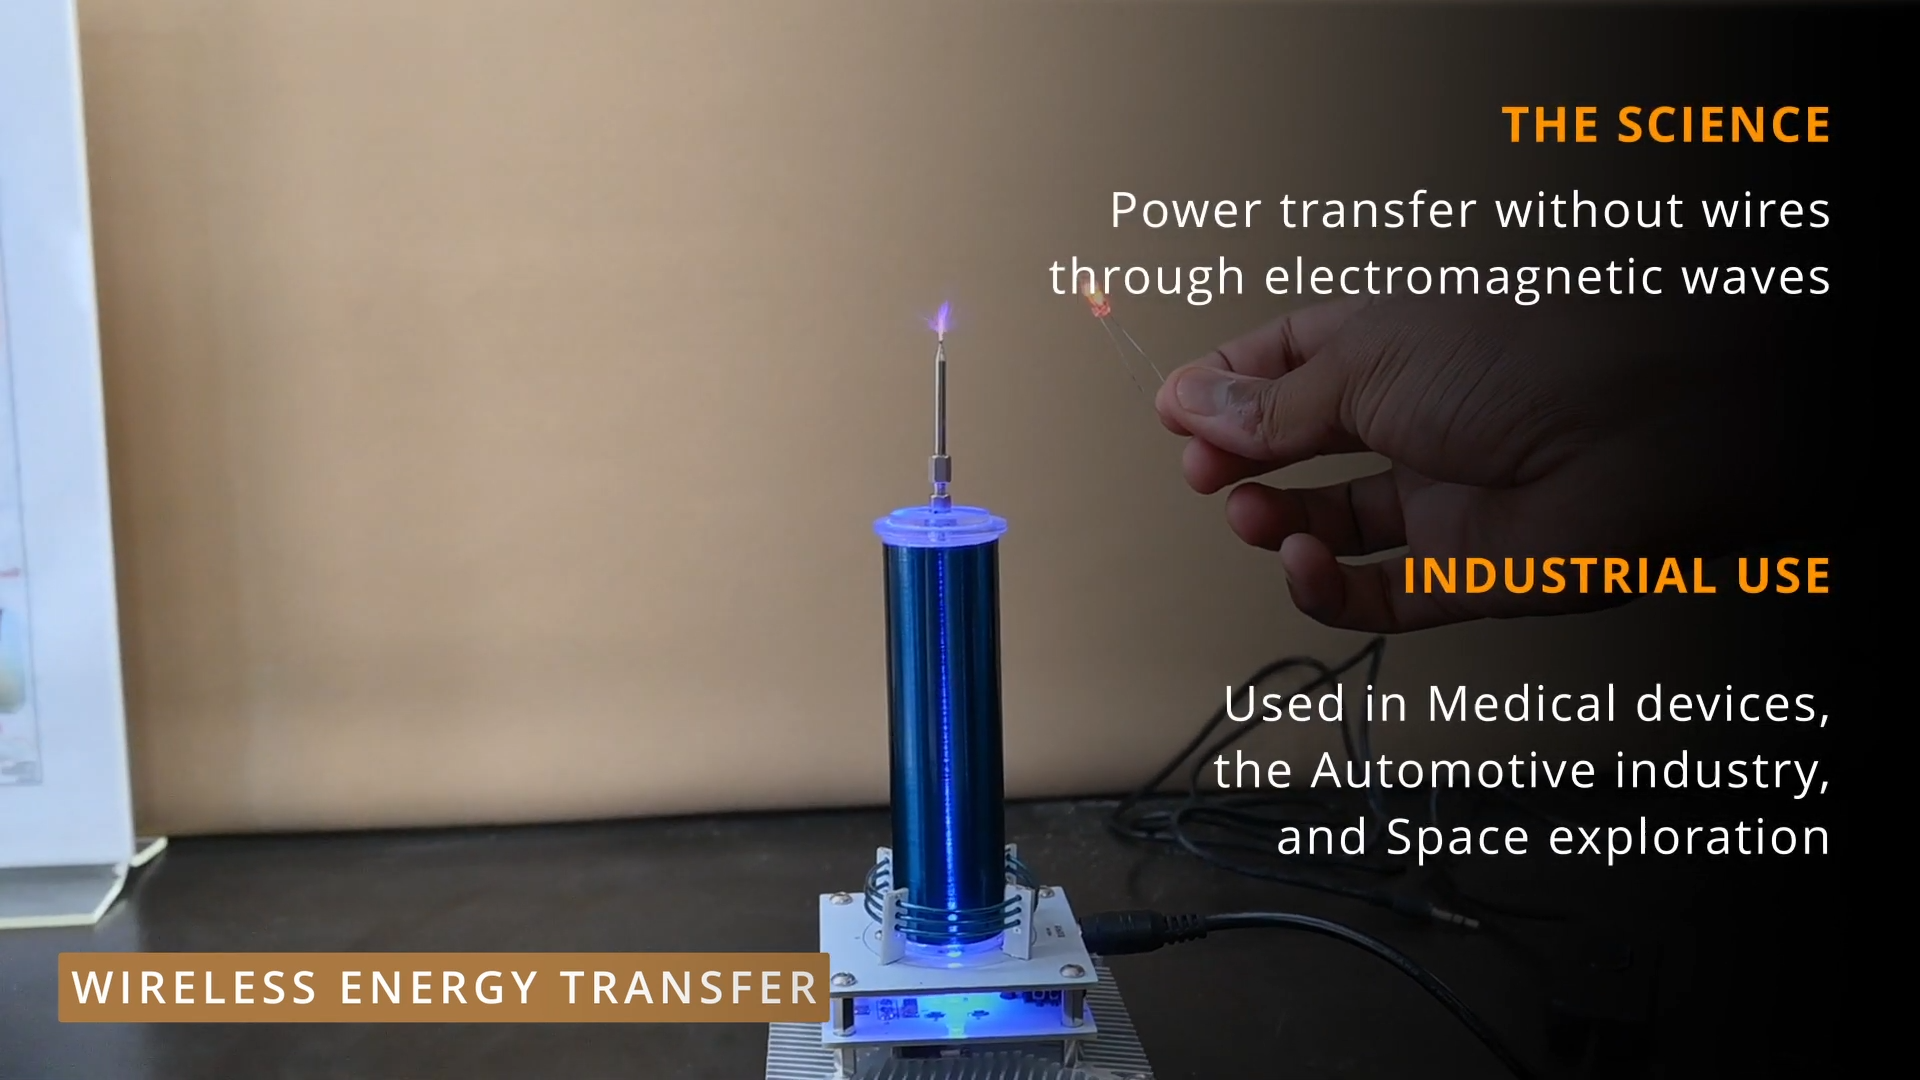 THE SCIENCE
Power transfer without wires
through electromagnetic waves
INDUSTRIAL USE
Used in Medical devices,
the Automotive industry,
and Space exploration
WIRELESS ENERGY TRANSFER